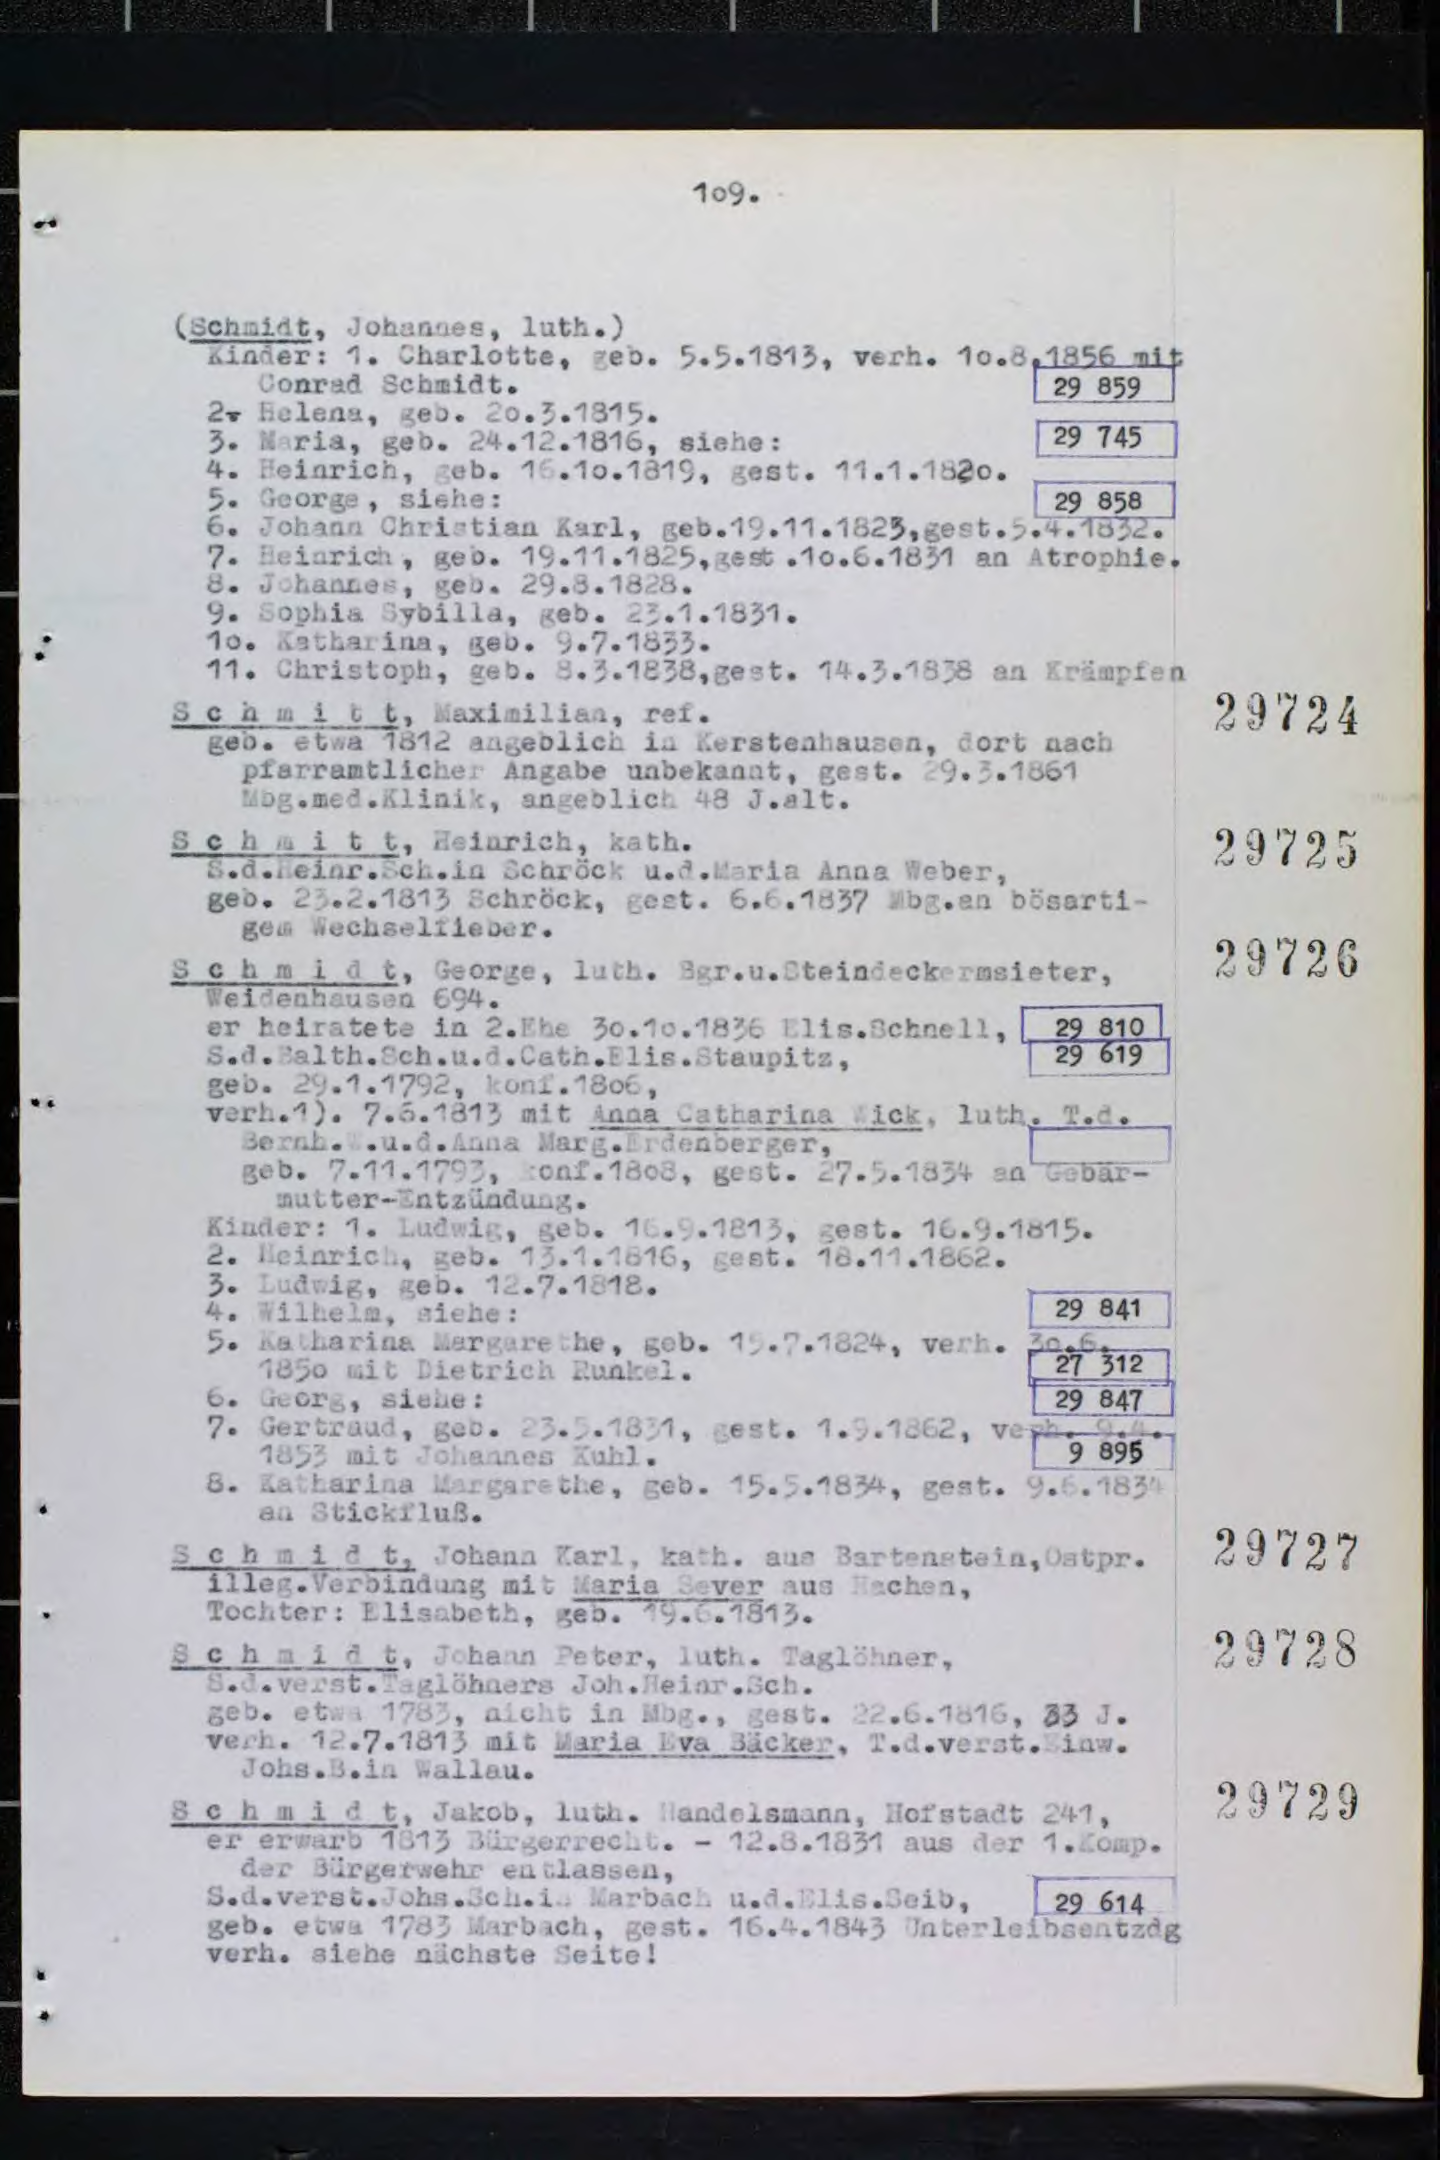 109.
(Schmidt, Johannes, luth.)
Kinder: 1. Charlotte, geb. 5.5.1813, verh. 1o.8.1856 mit
Conrad Schmidt. 29 859
2. Helena, geb. 2o.3.1815.
3. Maria, geb. 24.12.1816, siehe: 29 745
4. Heinrich, geb. 16.1o.1819, gest. 11.1.182o.
5. George, siehe: 29 858
6. Johann Christian Karl, geb.19.11.1823,gest.5.4.1832.
7. Heinrich, geb. 19.11.1825,gest.1o.6.1831 an Atrophie.
8. Johannes, geb. 29.8.1828.
9. Sophia Sybilla, geb. 23.1.1831.
1o. Katharina, geb. 9.7.1833.
11. Christoph, geb. 8.3.1838,gest. 14.3.1838 an Krämpfen
S c h m i t t, Maximilian, ref. 29724
geb. etwa 1812 angeblich in Kerstenhausen, dort nach
pfarramtlicher Angabe unbekannt, gest. 29.3.1861
Mbg.med.Klinik, angeblich 48 J.alt.
S c h m i t t, Heinrich, kath. 29725
S.d.Heinr.Sch.in Schröck u.d.Maria Anna Weber,
geb. 23.2.1813 Schröck, gest. 6.6.1837 Mbg.an bösarti-
gem Wechselfieber.
S c h m i d t, George, luth. Bgr.u.Steindeckermsieter, 29726
Weidenhausen 694.
er heiratete in 2.Ehe 3o.1o.1836 Elis.Schnell, 29 810
S.d.Balth.Sch.u.d.Cath.Elis.Staupitz, 29 619
geb. 29.1.1792, konf.18o6,
verh.1). 7.6.1813 mit Anna Catharina Wick, luth. T.d.
Bernh.W.u.d.Anna Marg.Erdenberger,
geb. 7.11.1793, konf.18o8, gest. 27.5.1834 an Gebär-
mutter-Entzündung.
Kinder: 1. Ludwig, geb. 16.9.1813, gest. 16.9.1815.
2. Heinrich, geb. 13.1.1816, gest. 18.11.1862.
3. Ludwig, geb. 12.7.1818.
4. Wilhelm, siehe: 29 841
5. Katharina Margarethe, geb. 15.7.1824, verh. 3o.6.
185o mit Dietrich Runkel. 27 312
6. Georg, siehe: 29 847
7. Gertraud, geb. 23.5.1831, gest. 1.9.1862, verh. 9.4.
1853 mit Johannes Kuhl. 9 895
8. Katharina Margarethe, geb. 15.5.1834, gest. 9.6.1834
an Stickfluß.
S c h m i d t, Johann Karl, kath. aus Bartenstein,Ostpr. 29727
illeg.Verbindung mit Maria Sever aus Hachen,
Tochter: Elisabeth, geb. 19.6.1813.
S c h m i d t, Johann Peter, luth. Taglöhner, 29728
S.d.verst.Taglöhners Joh.Heinr.Sch.
geb. etwa 1783, nicht in Mbg., gest. 22.6.1816, 33 J.
verh. 12.7.1813 mit Maria Eva Bäcker, T.d.verst.Einw.
Johs.B.in Wallau.
S c h m i d t, Jakob, luth. Handelsmann, Hofstadt 241, 29729
er erwarb 1813 Bürgerrecht. - 12.8.1831 aus der 1.Komp.
der Bürgerwehr entlassen,
S.d.verst.Johs.Sch.in Marbach u.d.Elis.Seib, 29 614
geb. etwa 1783 Marbach, gest. 16.4.1843 Unterleibsentzdg
verh. siehe nächste Seite!